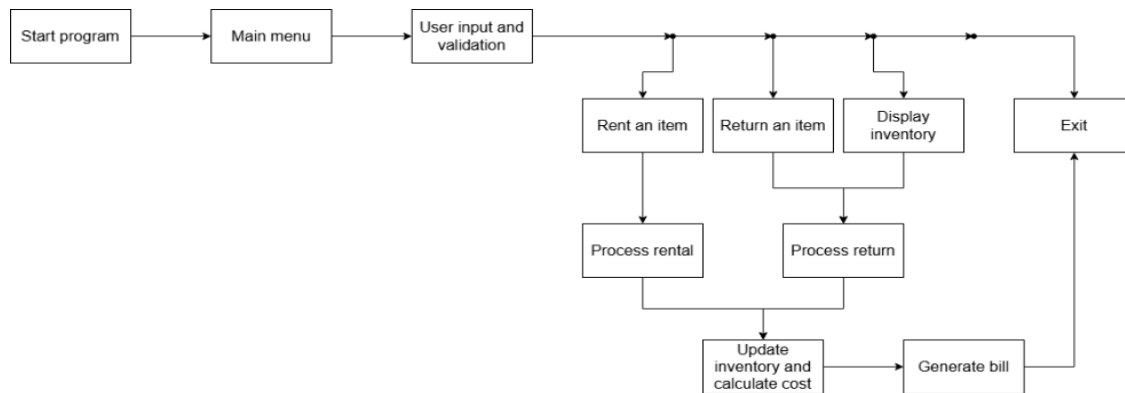 Start program
Main menu
User input and
validation
Rent an item
Return an item
Display
inventory
Exit
Process rental
Process return
Update
inventory and
calculate cost
Generate bill